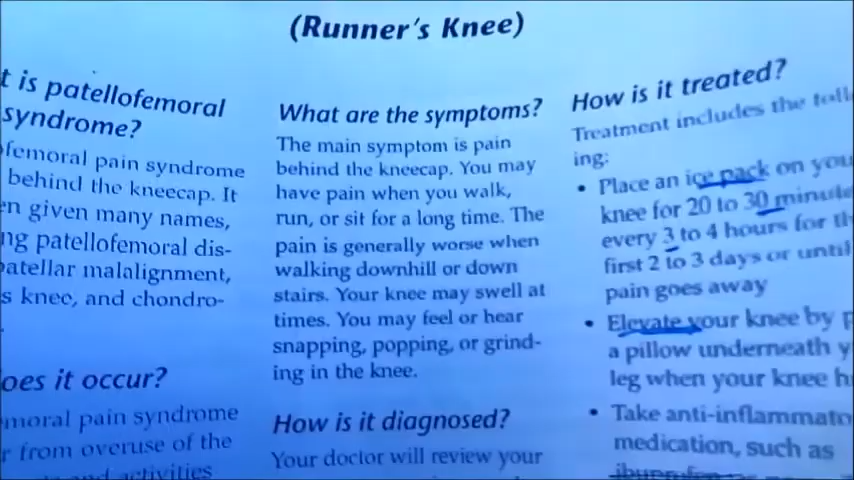 (Runner's Knee)
t is patellofemoral
syndrome?
femoral pain syndrome
behind the kneecap. It
en given many names,
ng patellofemoral dis-
patellar malalignment,
s knee, and chondro-
.
oes it occur?
moral pain syndrome
r from overuse of the
and activities
What are the symptoms?
The main symptom is pain
behind the kneecap. You may
have pain when you walk,
run, or sit for a long time. The
pain is generally worse when
walking downhill or down
stairs. Your knee may swell at
times. You may feel or hear
snapping, popping, or grind-
ing in the knee.
How is it diagnosed?
Your doctor will review your
How is it treated?
Treatment includes the foll
ing:
• Place an ice pack on you
knee for 20 to 30 minute
every 3 to 4 hours for th
first 2 to 3 days or until
pain goes away
• Elevate your knee by p
a pillow underneath y
leg when your knee h
• Take anti-inflammato
medication, such as
ibuprofen